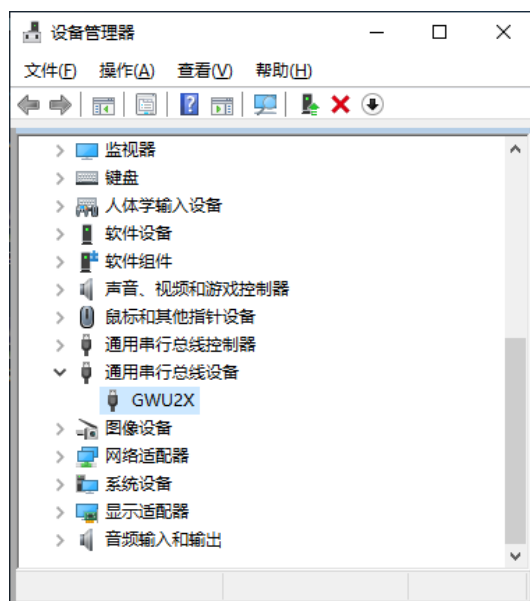 设备管理器
文件(F) 操作(A) 查看(V) 帮助(H)
监视器
键盘
人体学输入设备
软件设备
软件组件
声音、视频和游戏控制器
鼠标和其他指针设备
通用串行总线控制器
通用串行总线设备
GWU2X
图像设备
网络适配器
系统设备
显示适配器
音频输入和输出